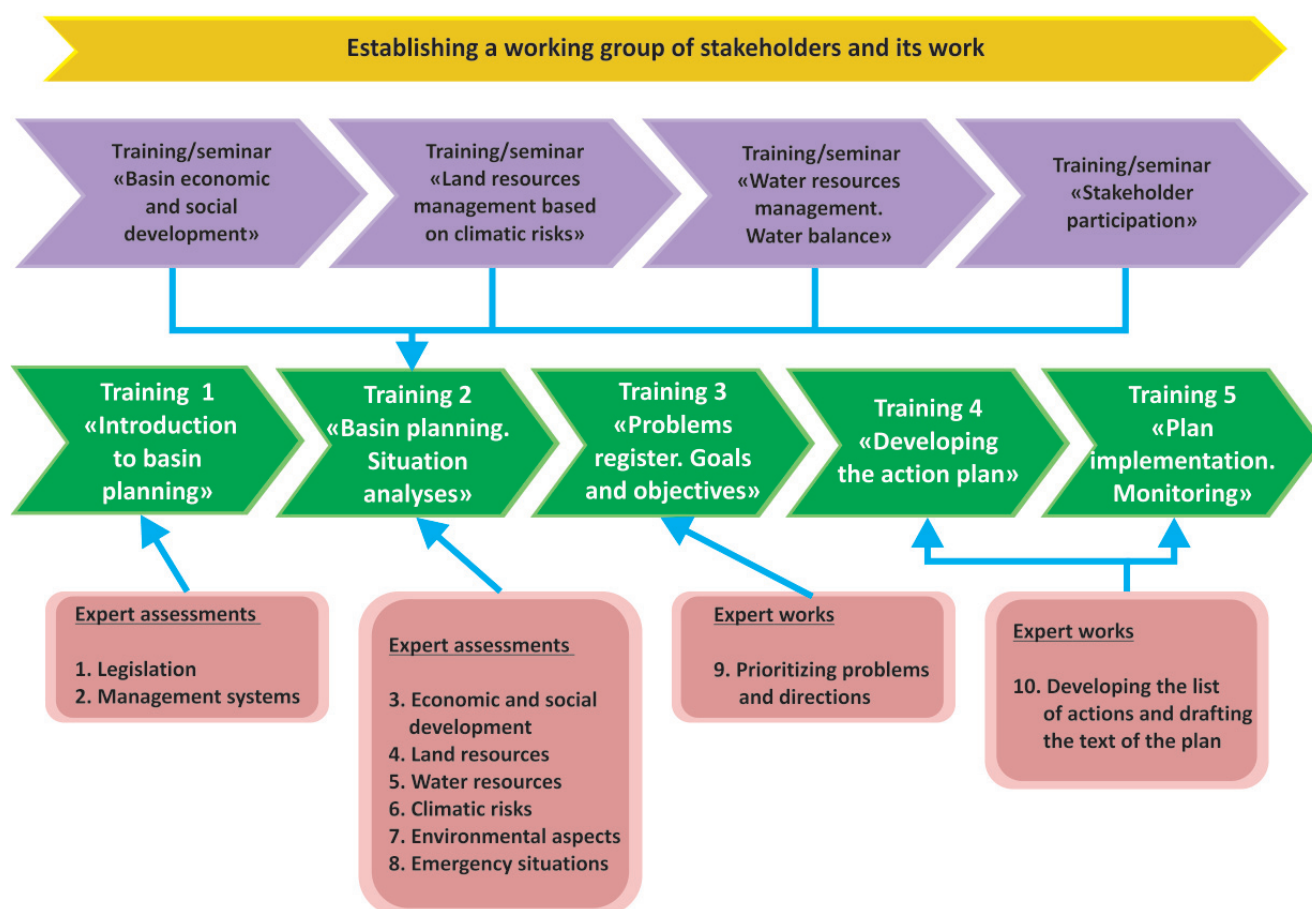 Establishing a working group of stakeholders and its work
Training/seminar
«Basin economic
and social
development»
Training/seminar
«Land resources
management based
on climatic risks»
Training/seminar
«Water resources
management.
Water balance»
Training/seminar
«Stakeholder
participation»
Training 1
«Introduction
to basin
planning»
Training 2
«Basin planning.
Situation
analyses»
Training 3
«Problems
register. Goals
and objectives»
Training 4
«Developing
the action plan»
Training 5
«Plan
implementation.
Monitoring»
Expert assessments
1. Legislation
2. Management systems
Expert assessments
3. Economic and social
development
4. Land resources
5. Water resources
6. Climatic risks
7. Environmental aspects
8. Emergency situations
Expert works
9. Prioritizing problems
and directions
Expert works
10. Developing the list
of actions and drafting
the text of the plan